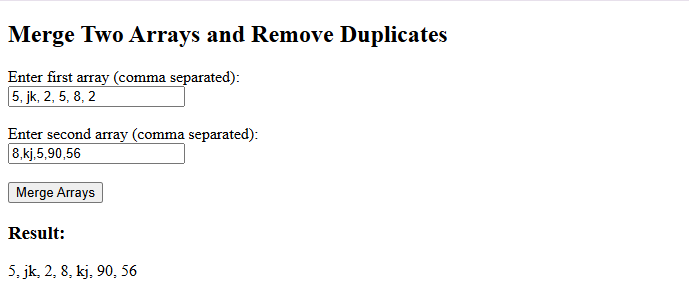 Merge Two Arrays and Remove Duplicates
Enter first array (comma separated):
5, jk, 2, 5, 8, 2
Enter second array (comma separated):
8,kj,5,90,56
Merge Arrays
Result:
5, jk, 2, 8, kj, 90, 56